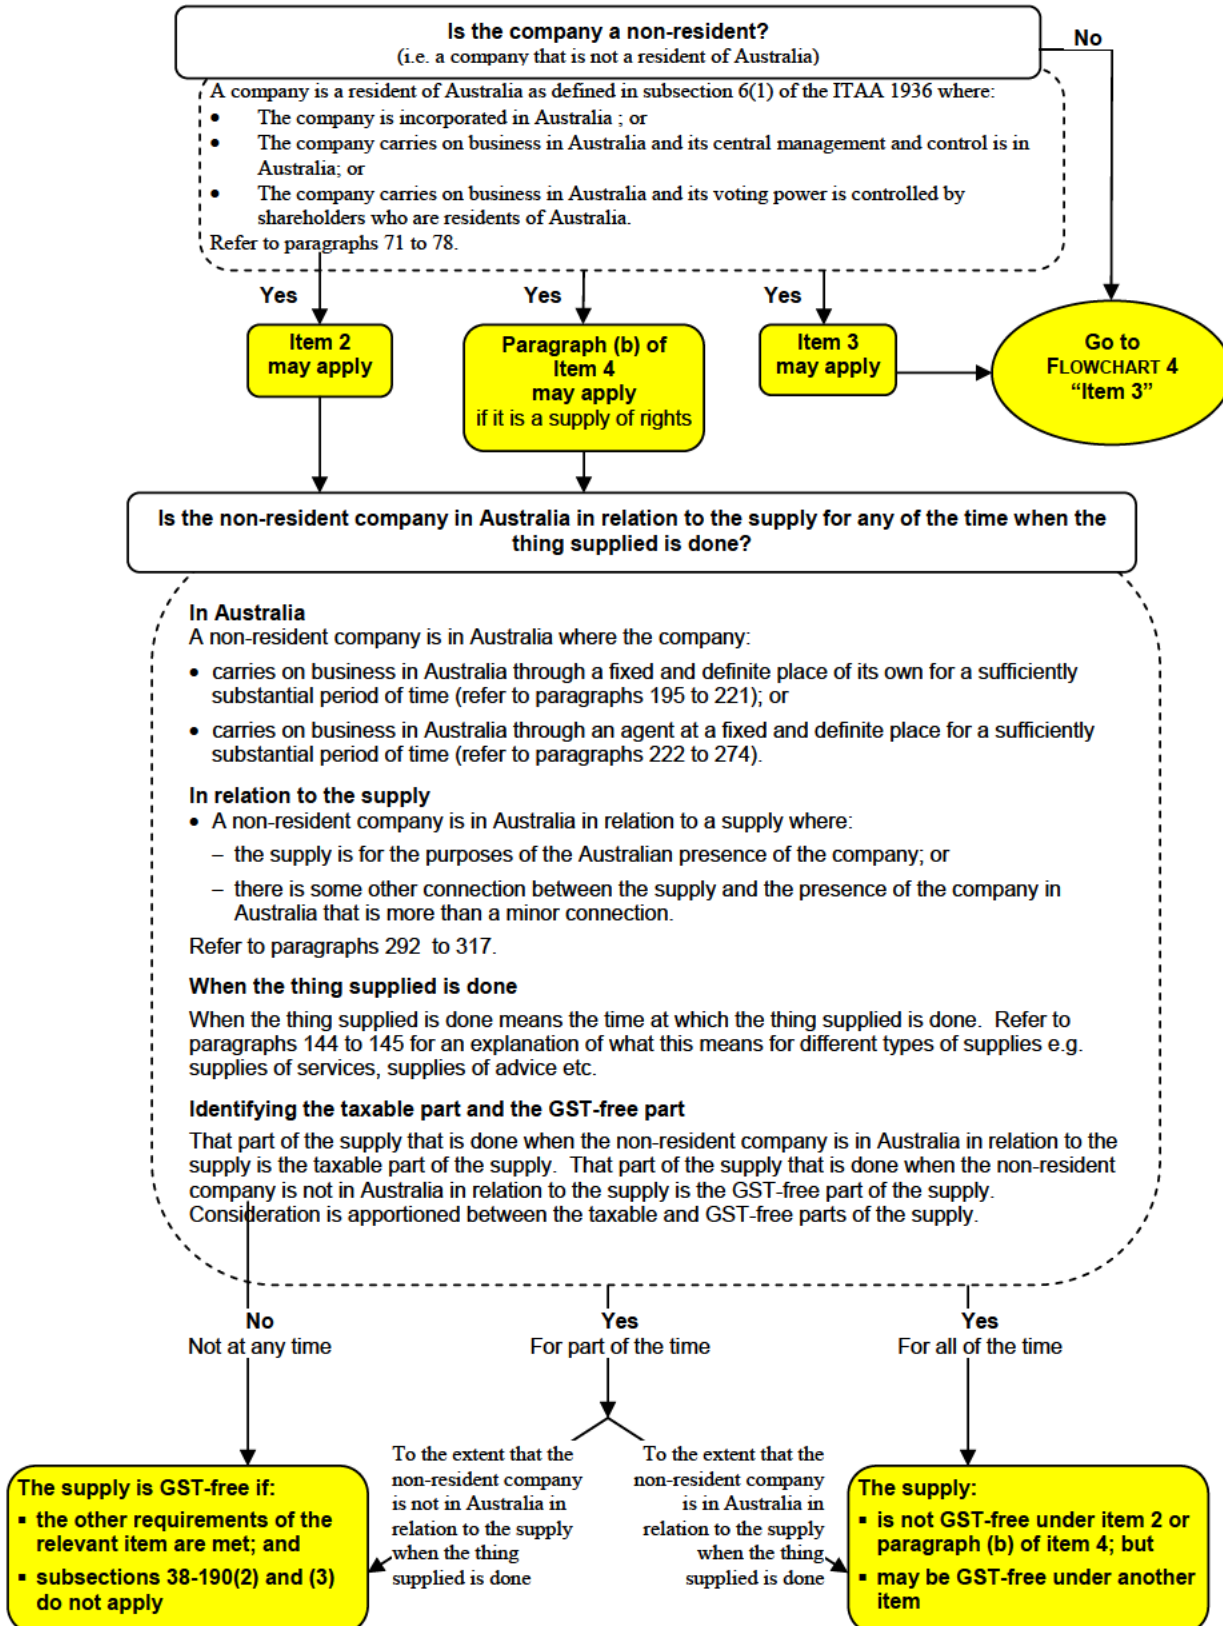 Is the company a non-resident?
(i.e. a company that is not a resident of Australia)
No
A company is a resident of Australia as defined in subsection 6(1) of the ITAA 1936 where:
• The company is incorporated in Australia ; or
• The company carries on business in Australia and its central management and control is in
Australia; or
• The company carries on business in Australia and its voting power is controlled by
shareholders who are residents of Australia.
Refer to paragraphs 71 to 78.
Yes
Yes
Yes
Item 2
may apply
Paragraph (b) of
Item 4
may apply
if it is a supply of rights
Item 3
may apply
Go to
FLOWCHART 4
“Item 3”
Is the non-resident company in Australia in relation to the supply for any of the time when the
thing supplied is done?
In Australia
A non-resident company is in Australia where the company:
• carries on business in Australia through a fixed and definite place of its own for a sufficiently
substantial period of time (refer to paragraphs 195 to 221); or
• carries on business in Australia through an agent at a fixed and definite place for a sufficiently
substantial period of time (refer to paragraphs 222 to 274).
In relation to the supply
• A non-resident company is in Australia in relation to a supply where:
– the supply is for the purposes of the Australian presence of the company; or
– there is some other connection between the supply and the presence of the company in
Australia that is more than a minor connection.
Refer to paragraphs 292 to 317.
When the thing supplied is done
When the thing supplied is done means the time at which the thing supplied is done. Refer to
paragraphs 144 to 145 for an explanation of what this means for different types of supplies e.g.
supplies of services, supplies of advice etc.
Identifying the taxable part and the GST-free part
That part of the supply that is done when the non-resident company is in Australia in relation to the
supply is the taxable part of the supply. That part of the supply that is done when the non-resident
company is not in Australia in relation to the supply is the GST-free part of the supply.
Consideration is apportioned between the taxable and GST-free parts of the supply.
No
Not at any time
Yes
For part of the time
Yes
For all of the time
To the extent that the
non-resident company
is not in Australia in
relation to the supply
when the thing
supplied is done
To the extent that the
non-resident company
is in Australia in
relation to the supply
when the thing
supplied is done
The supply is GST-free if:
▪ the other requirements of the
relevant item are met; and
▪ subsections 38-190(2) and (3)
do not apply
The supply:
▪ is not GST-free under item 2 or
paragraph (b) of item 4; but
▪ may be GST-free under another
item